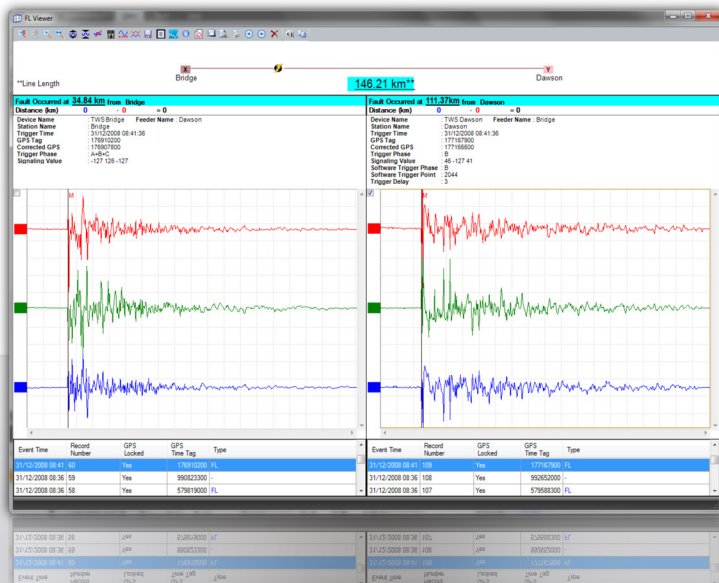 FL Viewer
X
Y
Bridge
Dawson
**Line Length
146.21 km**
Fault Occurred at 34.84 km from Bridge
Distance (km) 0 - 0 = 0
Device Name : TWS Bridge Feeder Name : Dawson
Station Name : Bridge
Trigger Time : 31/12/2008 08:41:36
GPS Tag : 176910200
Corrected GPS : 176907800
Trigger Phase : A+B+C
Signaling Value : -127 126 -127
Fault Occurred at 111.37km from Dawson
Distance (km) 0 - 0 = 0
Device Name : TWS Dawson Feeder Name : Bridge
Station Name : Dawson
Trigger Time : 31/12/2008 08:41:36
GPS Tag : 177167900
Corrected GPS : 177166600
Trigger Phase : B
Signaling Value : 46 -127 41
Software Trigger Phase : B
Software Trigger Point : 2044
Trigger Delay : 3
M
M
Event Time Record Number GPS Locked GPS Time Tag Type
31/12/2008 08:41 60 Yes 176910200 FL
31/12/2008 08:36 59 Yes 990823300 -
31/12/2008 08:36 58 Yes 579819000 FL
Event Time Record Number GPS Locked GPS Time Tag Type
31/12/2008 08:41 109 Yes 177167900 FL
31/12/2008 08:36 108 Yes 992652000 -
31/12/2008 08:36 107 Yes 579588300 FL